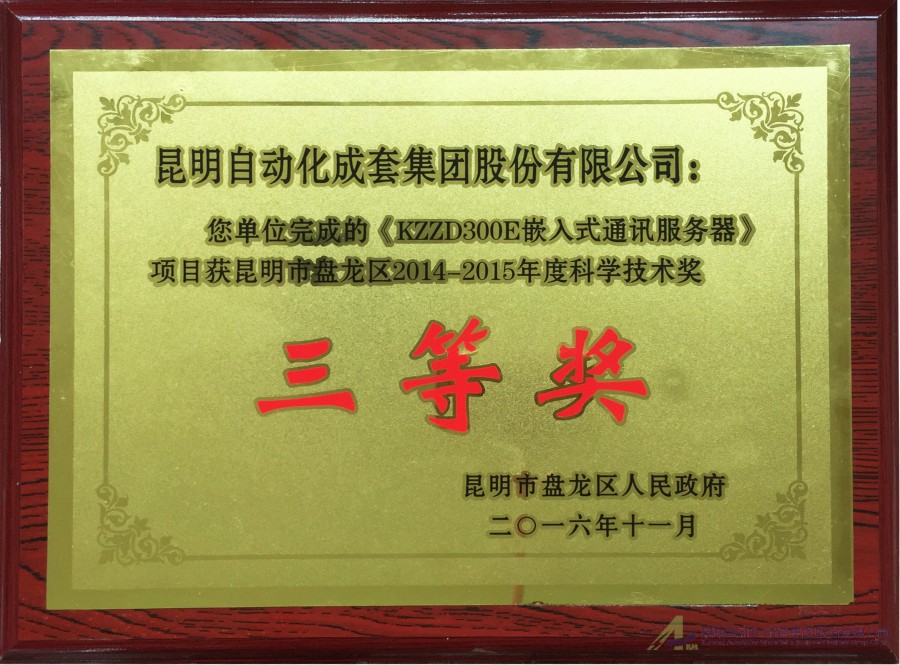 昆明自动化成套集团股份有限公司：
您单位完成的《KZZD300E嵌入式通讯服务器》
项目获昆明市盘龙区2014-2015年度科学技术奖
三等奖
昆明市盘龙区人民政府
二〇一六年十一月